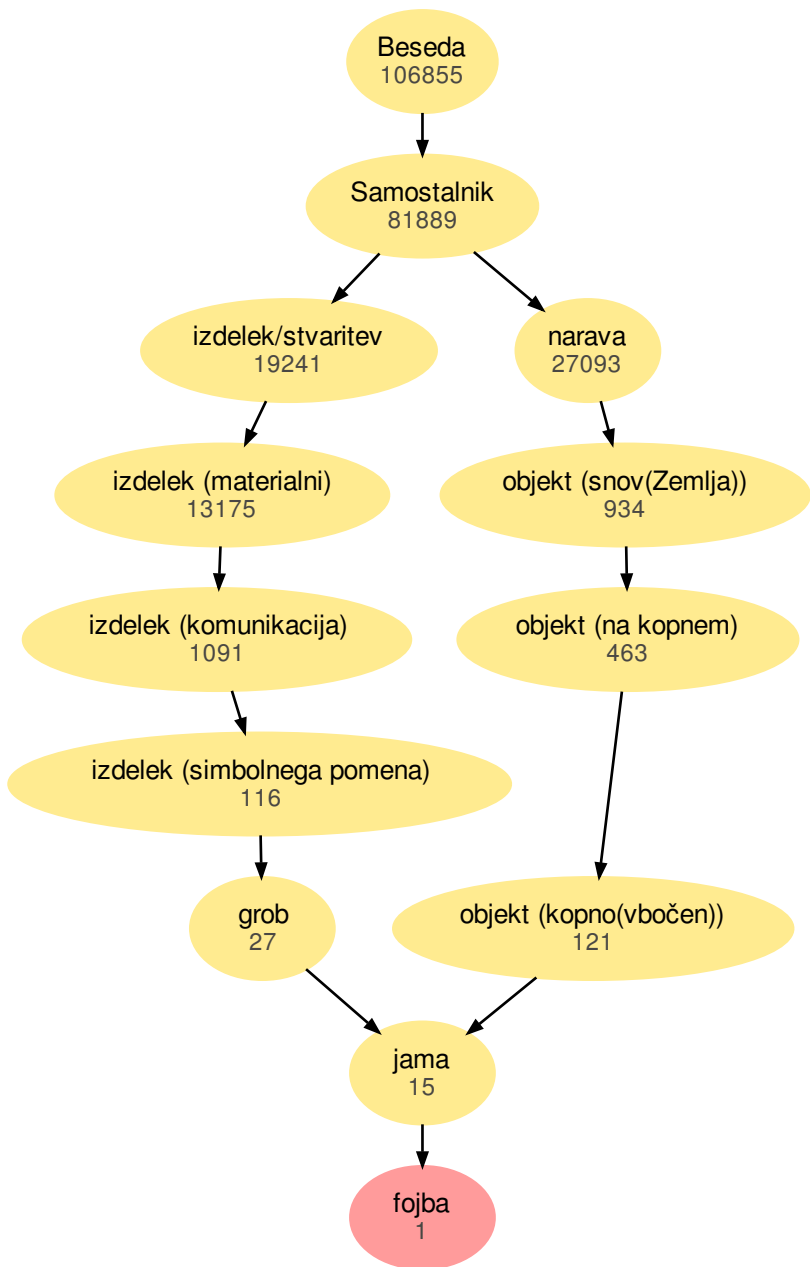 Beseda
106855
Samostalnik
81889
izdelek/stvaritev
19241
narava
27093
izdelek (materialni)
13175
objekt (snov(Zemlja))
934
izdelek (komunikacija)
1091
objekt (na kopnem)
463
izdelek (simbolnega pomena)
116
grob
27
objekt (kopno(vbočen))
121
jama
15
fojba
1